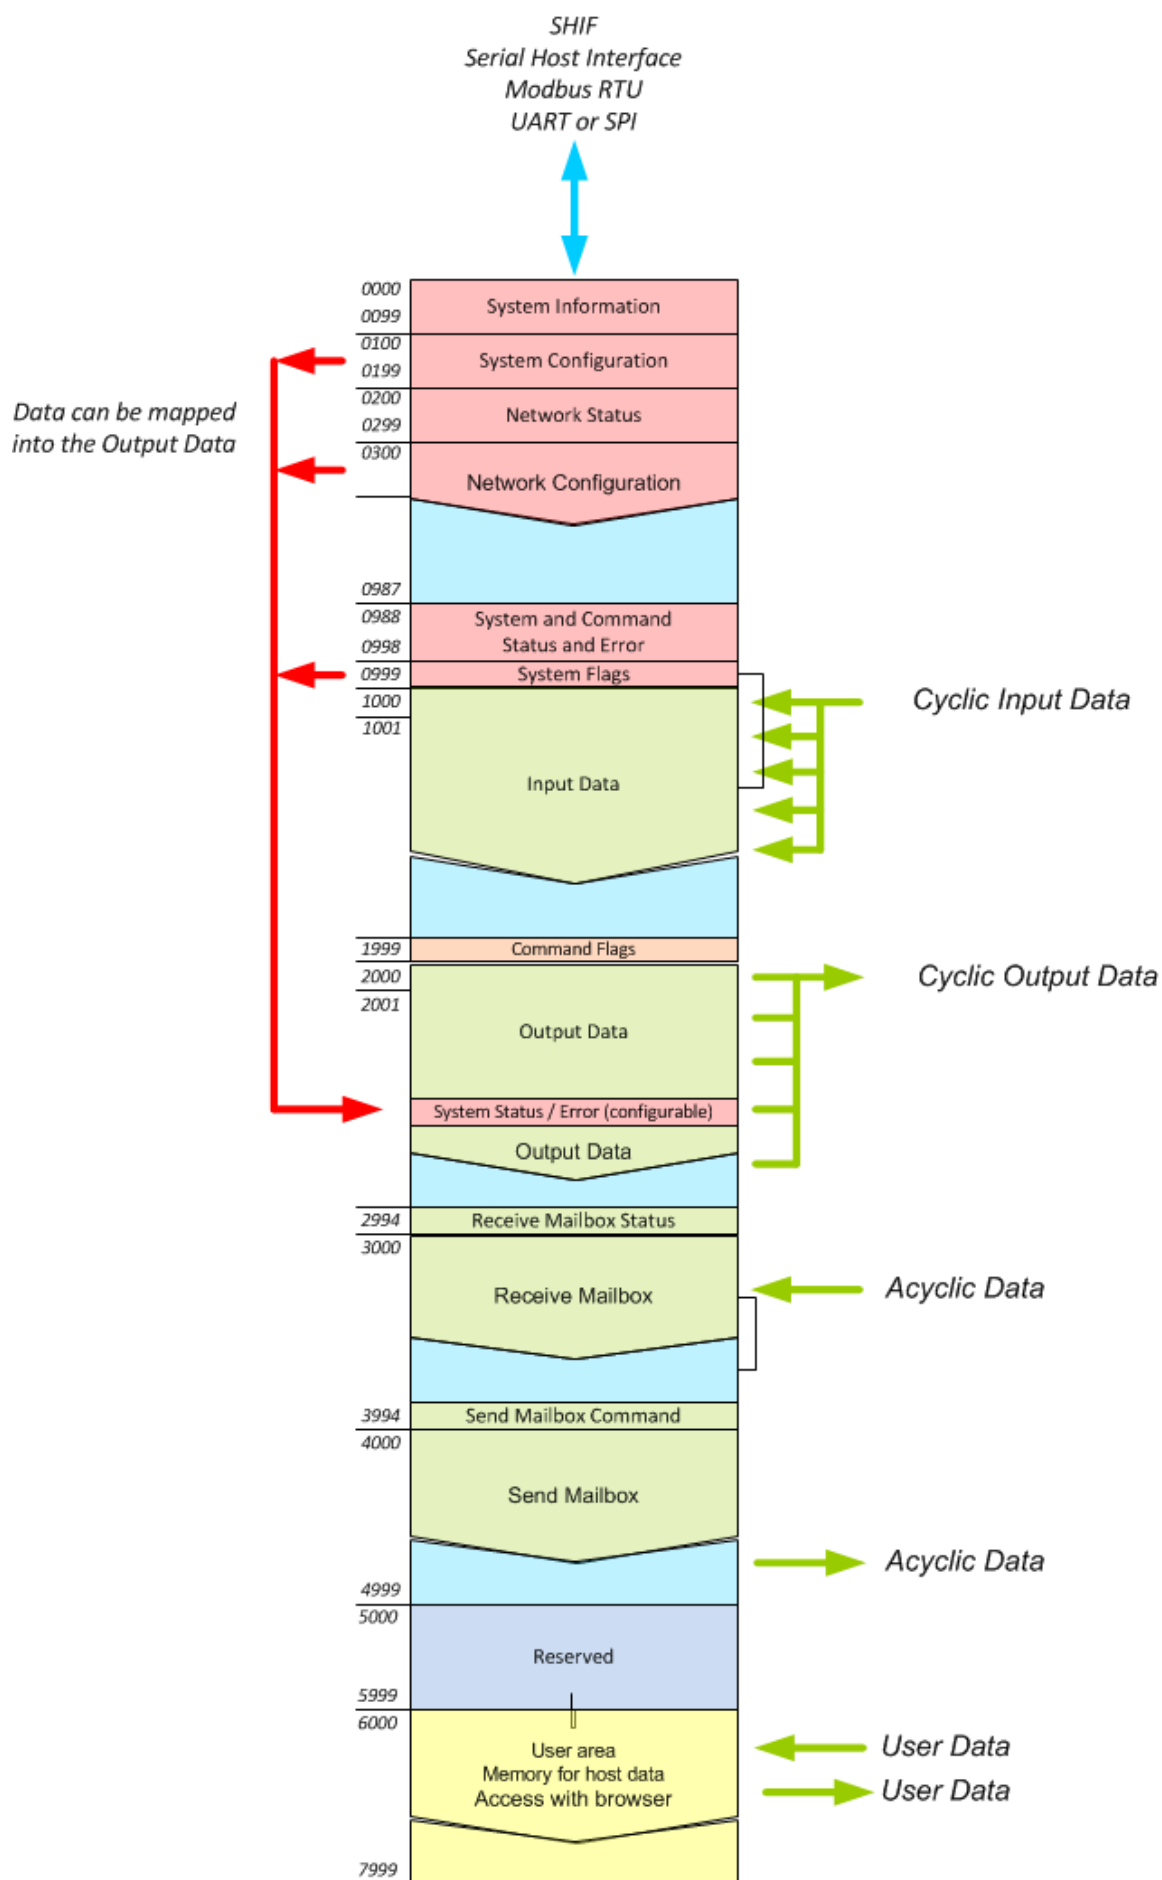 SHIF
Serial Host Interface
Modbus RTU
UART or SPI
0000
System Information
0099
0100
System Configuration
0199
0200
Network Status
0299
Data can be mapped
into the Output Data
0300
Network Configuration
0987
0988
System and Command
0998
Status and Error
0999
System Flags
1000
Cyclic Input Data
1001
Input Data
1999
Command Flags
2000
Cyclic Output Data
2001
Output Data
System Status / Error (configurable)
Output Data
2994
Receive Mailbox Status
3000
Receive Mailbox
Acyclic Data
3994
Send Mailbox Command
4000
Send Mailbox
Acyclic Data
4999
5000
Reserved
5999
6000
User area
Memory for host data
Access with browser
User Data
User Data
7999